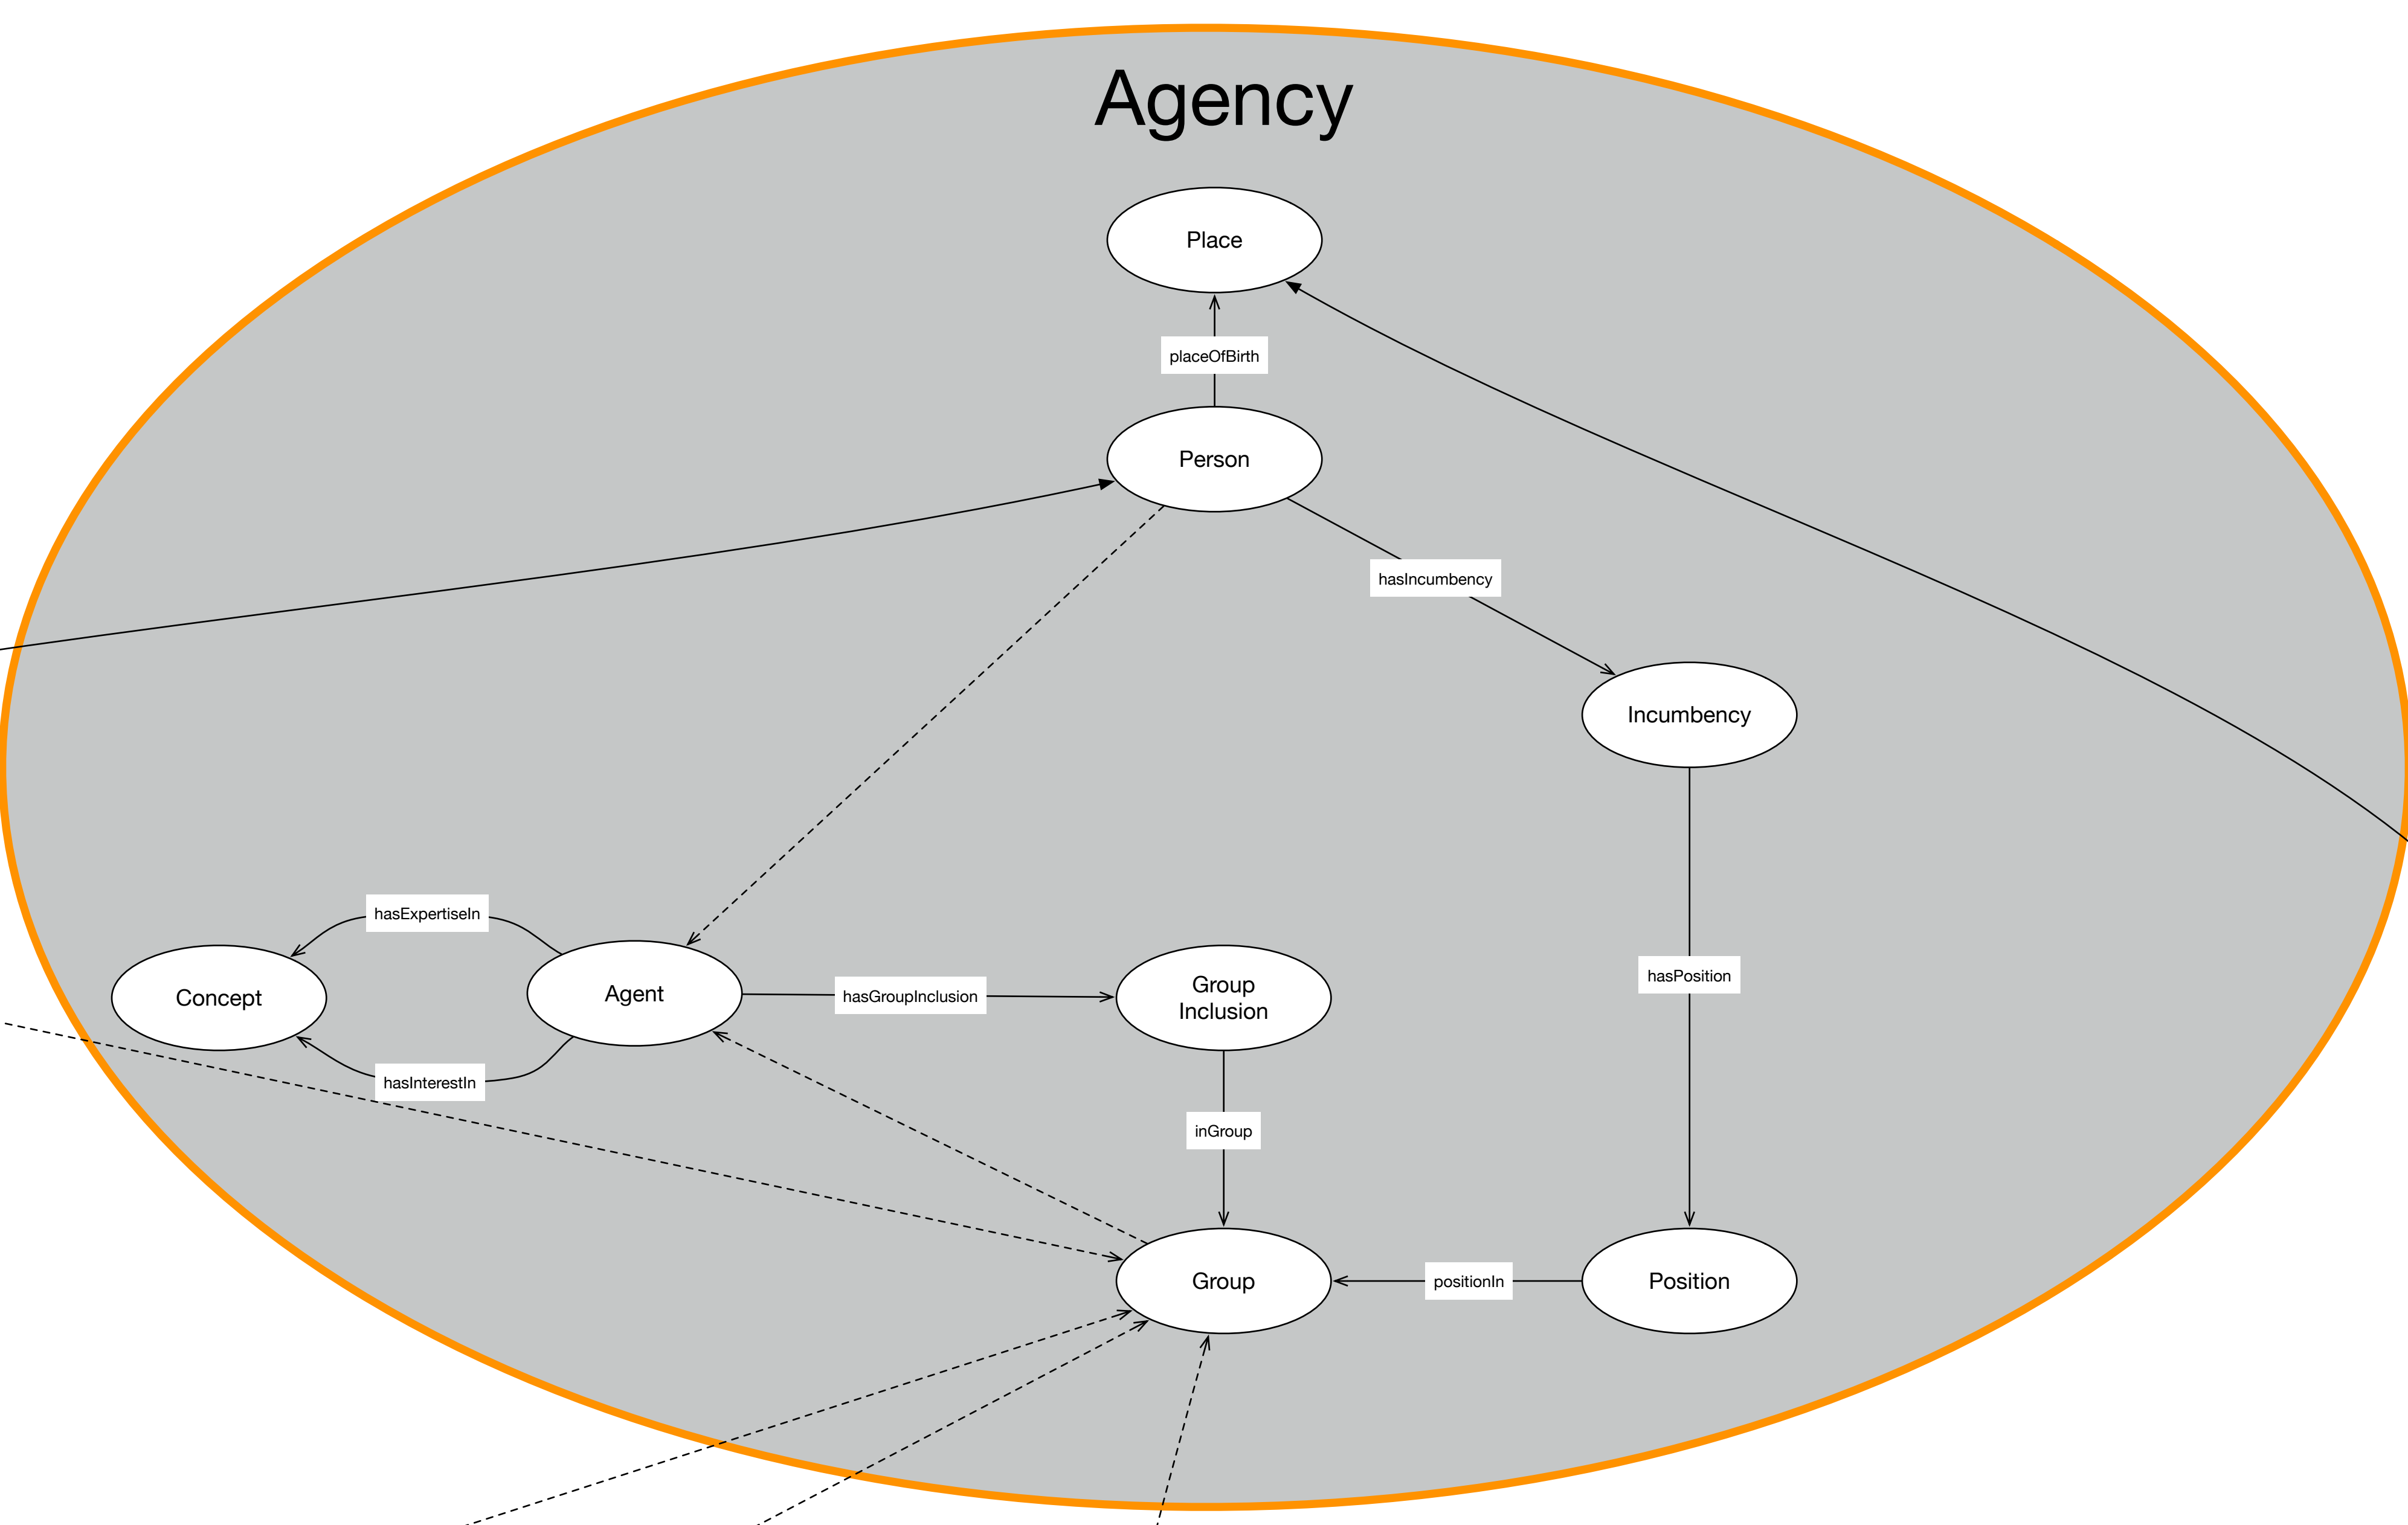 Agency
Place
placeOfBirth
Person
hasIncumbency
Incumbency
hasExpertiseIn
Concept
Agent
hasGroupInclusion
Group
Inclusion
hasPosition
hasInterestIn
inGroup
Group
positionIn
Position